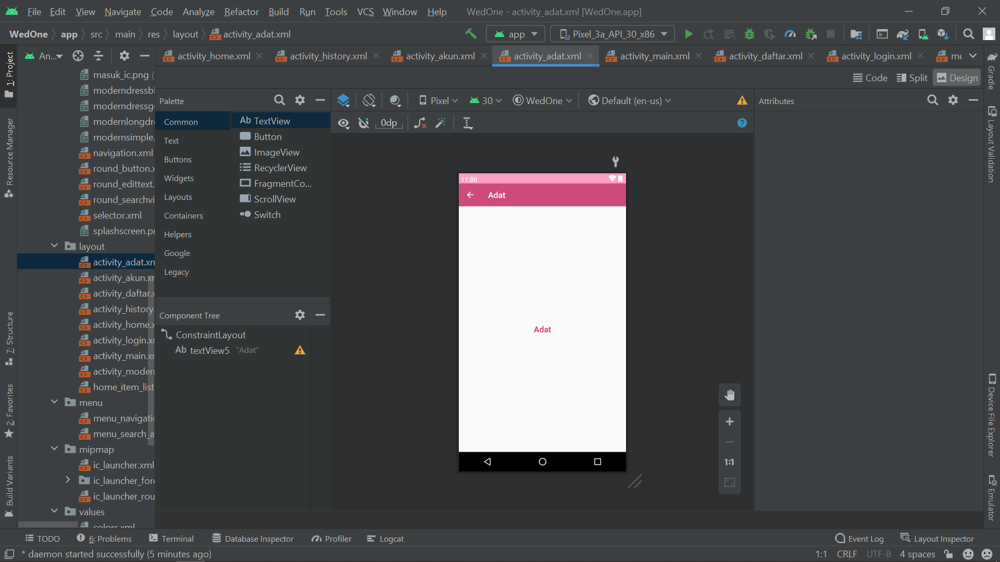 File Edit View Navigate Code Analyze Refactor Build Run Tools VCS Window Help WedOne - activity_adat.xml [WedOne.app]
WedOne app src main res layout activity_adat.xml app Pixel_3a_API_30_x86
An... activity_home.xml activity_history.xml activity_akun.xml activity_adat.xml activity_main.xml activity_daftar.xml activity_login.xml me
Code Split Design
1: Project
Resource Manager
7: Structure
2: Favorites
Build Variants
masuk_ic.png (
moderndressbl
moderndressg
modernlongdr
modernsimple.
navigation.xml
round_button.x
round_edittext.
round_searchvi
selector.xml
splashscreen.pr
layout
activity_adat.xm
activity_akun.xr
activity_daftar.x
activity_history.
activity_home.x
activity_login.xr
activity_main.xr
activity_moder
home_item_list
menu
menu_navigatio
menu_search_a
mipmap
ic_launcher.xml
ic_launcher_fore
ic_launcher_rou
values
colors.xml
Palette
Common
Text
Buttons
Widgets
Layouts
Containers
Helpers
Google
Legacy
Ab TextView
Button
ImageView
RecyclerView
FragmentCo...
ScrollView
Switch
Component Tree
ConstraintLayout
Ab textView5 "Adat"
Pixel 30 WedOne Default (en-us)
0dp
11:00
Adat
Adat
1:1
Attributes
Gradle
Layout Validation
Device File Explorer
Emulator
TODO 6: Problems Terminal Database Inspector Profiler Logcat Event Log Layout Inspector
* daemon started successfully (5 minutes ago) 1:1 CRLF UTF-8 4 spaces